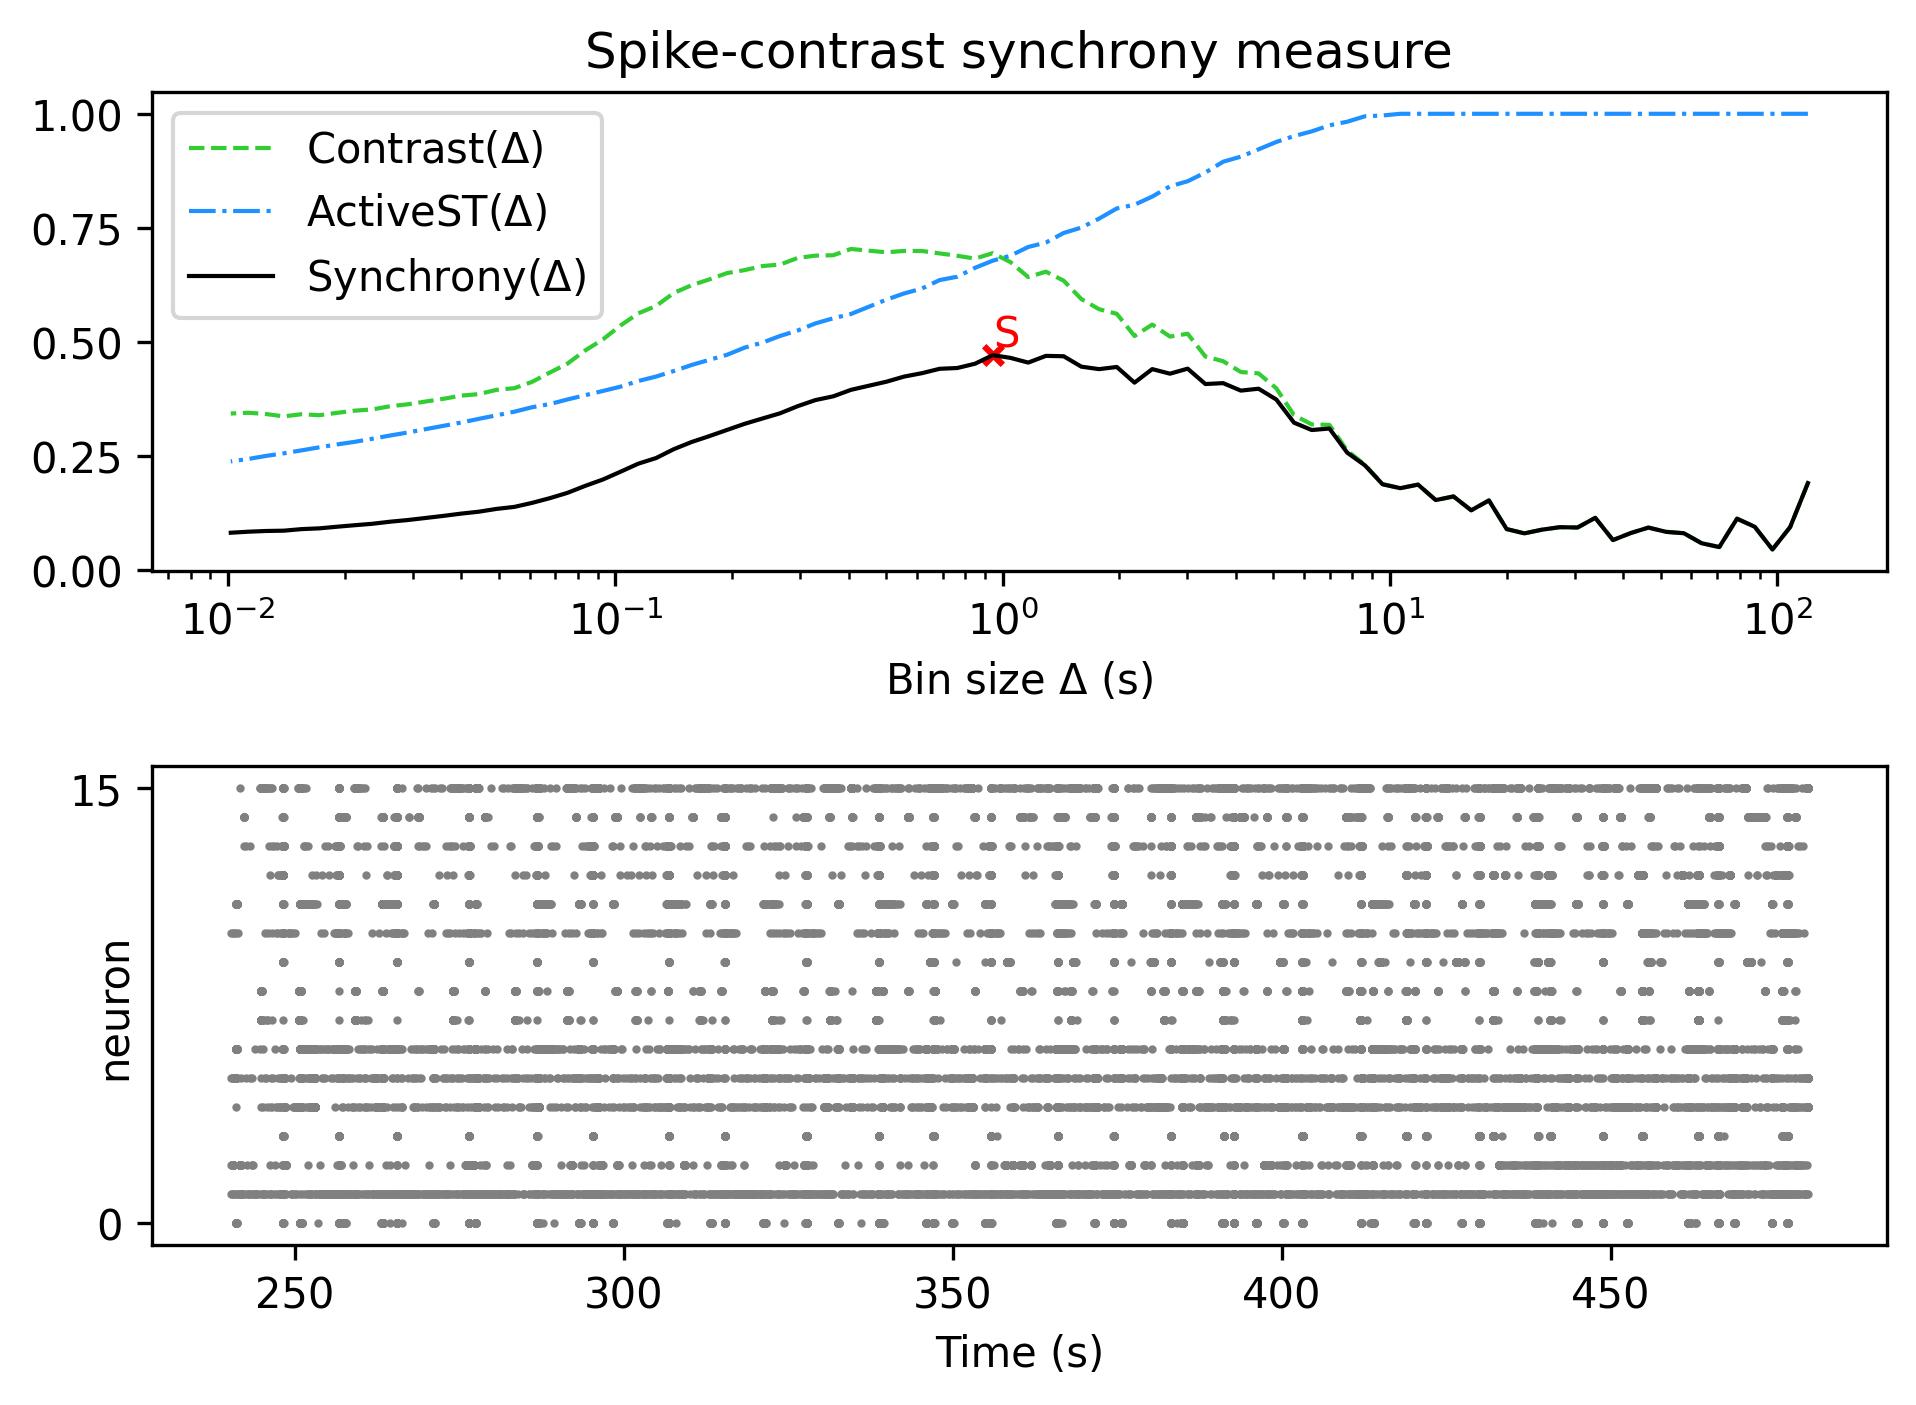 Spike-contrast synchrony measure
1.00
0.75
0.50
0.25
0.00
Contrast(Δ)
ActiveST(Δ)
Synchrony(Δ)
S
10⁻² 10⁻¹ 10⁰ 10¹ 10²
Bin size Δ (s)
15
0
neuron
250 300 350 400 450
Time (s)